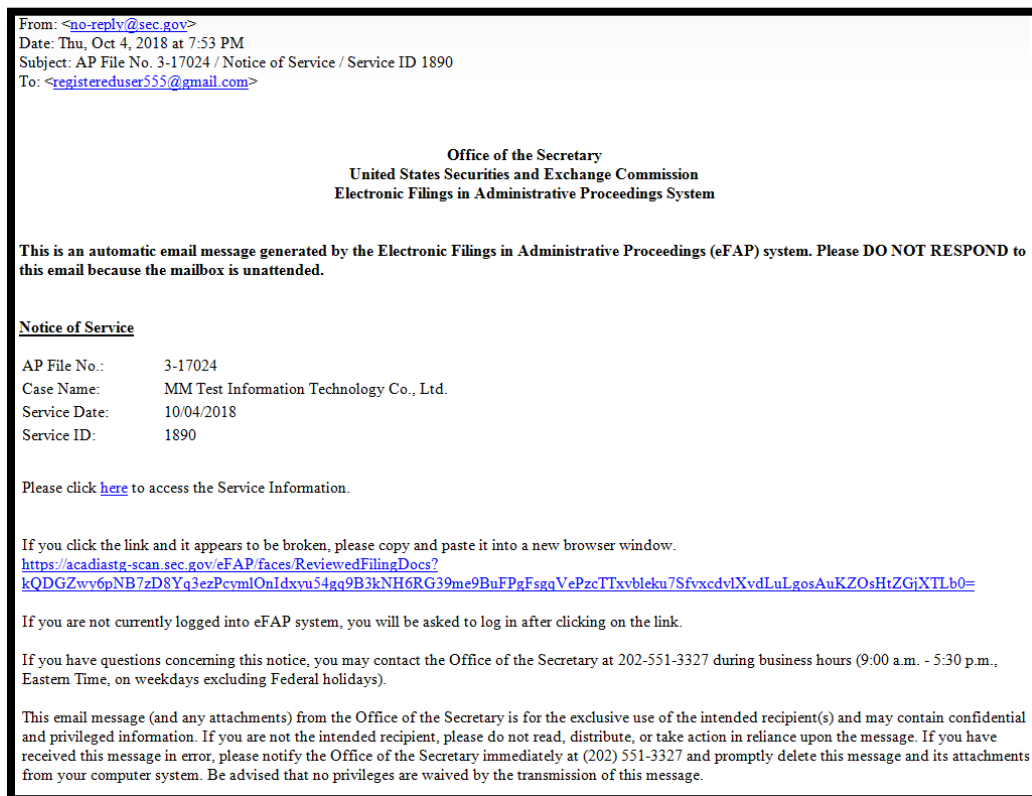 From: <no-reply@sec.gov>
Date: Thu, Oct 4, 2018 at 7:53 PM
Subject: AP File No. 3-17024 / Notice of Service / Service ID 1890
To: <registereduser555@gmail.com>
Office of the Secretary
United States Securities and Exchange Commission
Electronic Filings in Administrative Proceedings System
This is an automatic email message generated by the Electronic Filings in Administrative Proceedings (eFAP) system. Please DO NOT RESPOND to
this email because the mailbox is unattended.
Notice of Service
AP File No.: 3-17024
Case Name: MM Test Information Technology Co., Ltd.
Service Date: 10/04/2018
Service ID: 1890
Please click here to access the Service Information.
If you click the link and it appears to be broken, please copy and paste it into a new browser window.
https://acadiastg-scan.sec.gov/eFAP/faces/ReviewedFilingDocs?
kQDGZwy6pNB7zD8Yq3ezPcymlOnIdxyu54gq9B3kNH6RG39me9BuFPgFsgqVePzcTTxvbleku7SfvxcdvlXvdLuLgosAuKZOsHtZGjXTLb0=
If you are not currently logged into eFAP system, you will be asked to log in after clicking on the link.
If you have questions concerning this notice, you may contact the Office of the Secretary at 202-551-3327 during business hours (9:00 a.m. - 5:30 p.m.,
Eastern Time, on weekdays excluding Federal holidays).
This email message (and any attachments) from the Office of the Secretary is for the exclusive use of the intended recipient(s) and may contain confidential
and privileged information. If you are not the intended recipient, please do not read, distribute, or take action in reliance upon the message. If you have
received this message in error, please notify the Office of the Secretary immediately at (202) 551-3327 and promptly delete this message and its attachments
from your computer system. Be advised that no privileges are waived by the transmission of this message.